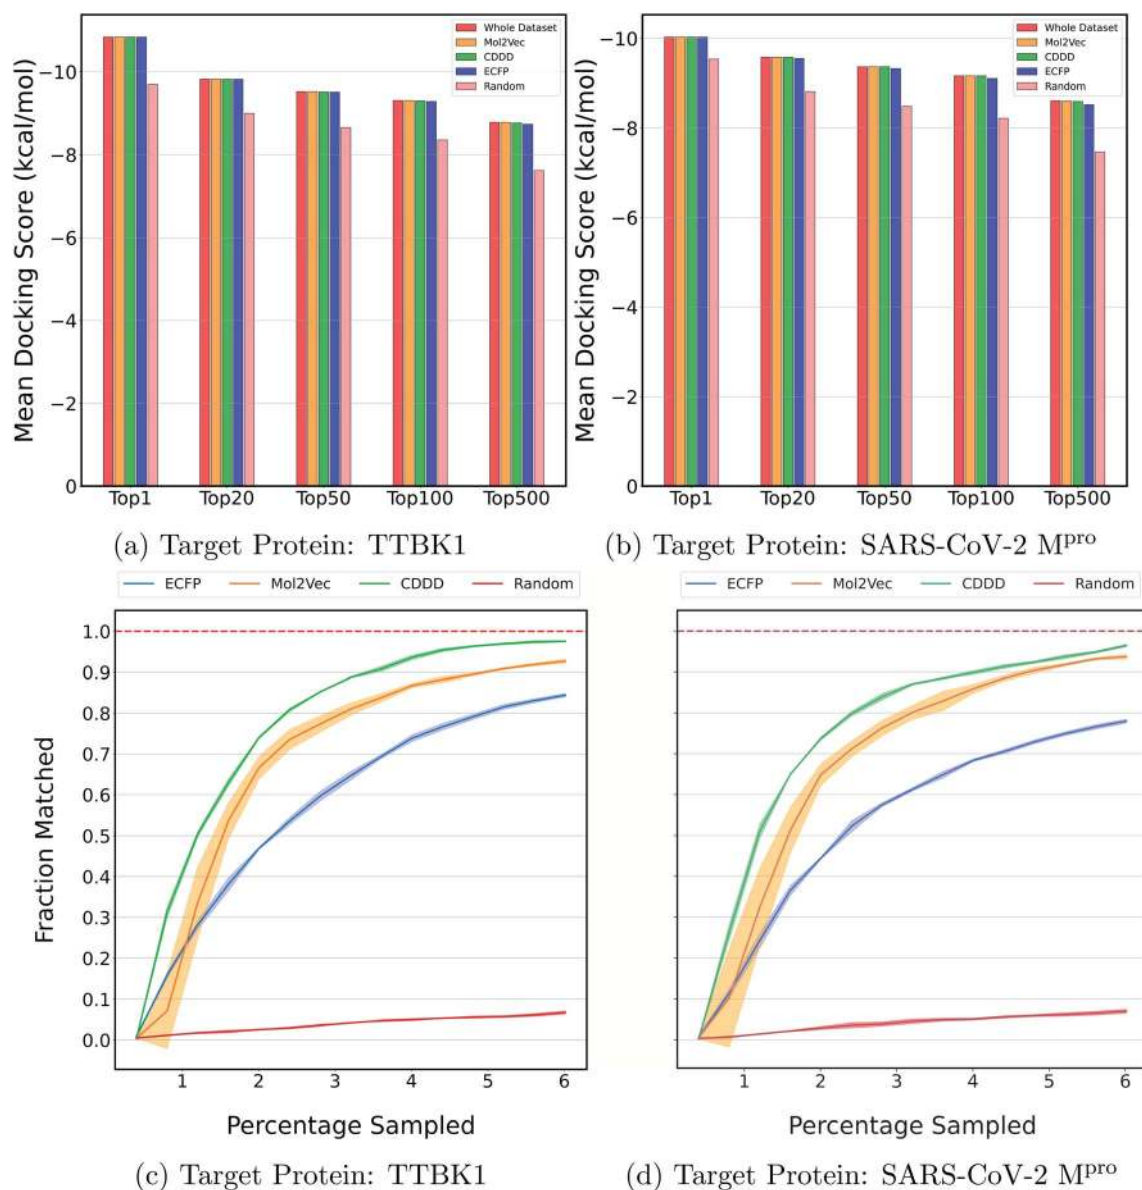 Mean Docking Score (kcal/mol)
−10
−8
−6
−4
−2
0
Whole Dataset
Mol2Vec
CDDD
ECFP
Random
Top1 Top20 Top50 Top100 Top500
(a) Target Protein: TTBK1
Mean Docking Score (kcal/mol)
−10
−8
−6
−4
−2
0
Whole Dataset
Mol2Vec
CDDD
ECFP
Random
Top1 Top20 Top50 Top100 Top500
(b) Target Protein: SARS-CoV-2 Mᵖʳᵒ
ECFP Mol2Vec CDDD Random
Fraction Matched
1.0
0.9
0.8
0.7
0.6
0.5
0.4
0.3
0.2
0.1
0.0
1 2 3 4 5 6
Percentage Sampled
(c) Target Protein: TTBK1
ECFP Mol2Vec CDDD Random
1 2 3 4 5 6
Percentage Sampled
(d) Target Protein: SARS-CoV-2 Mᵖʳᵒ